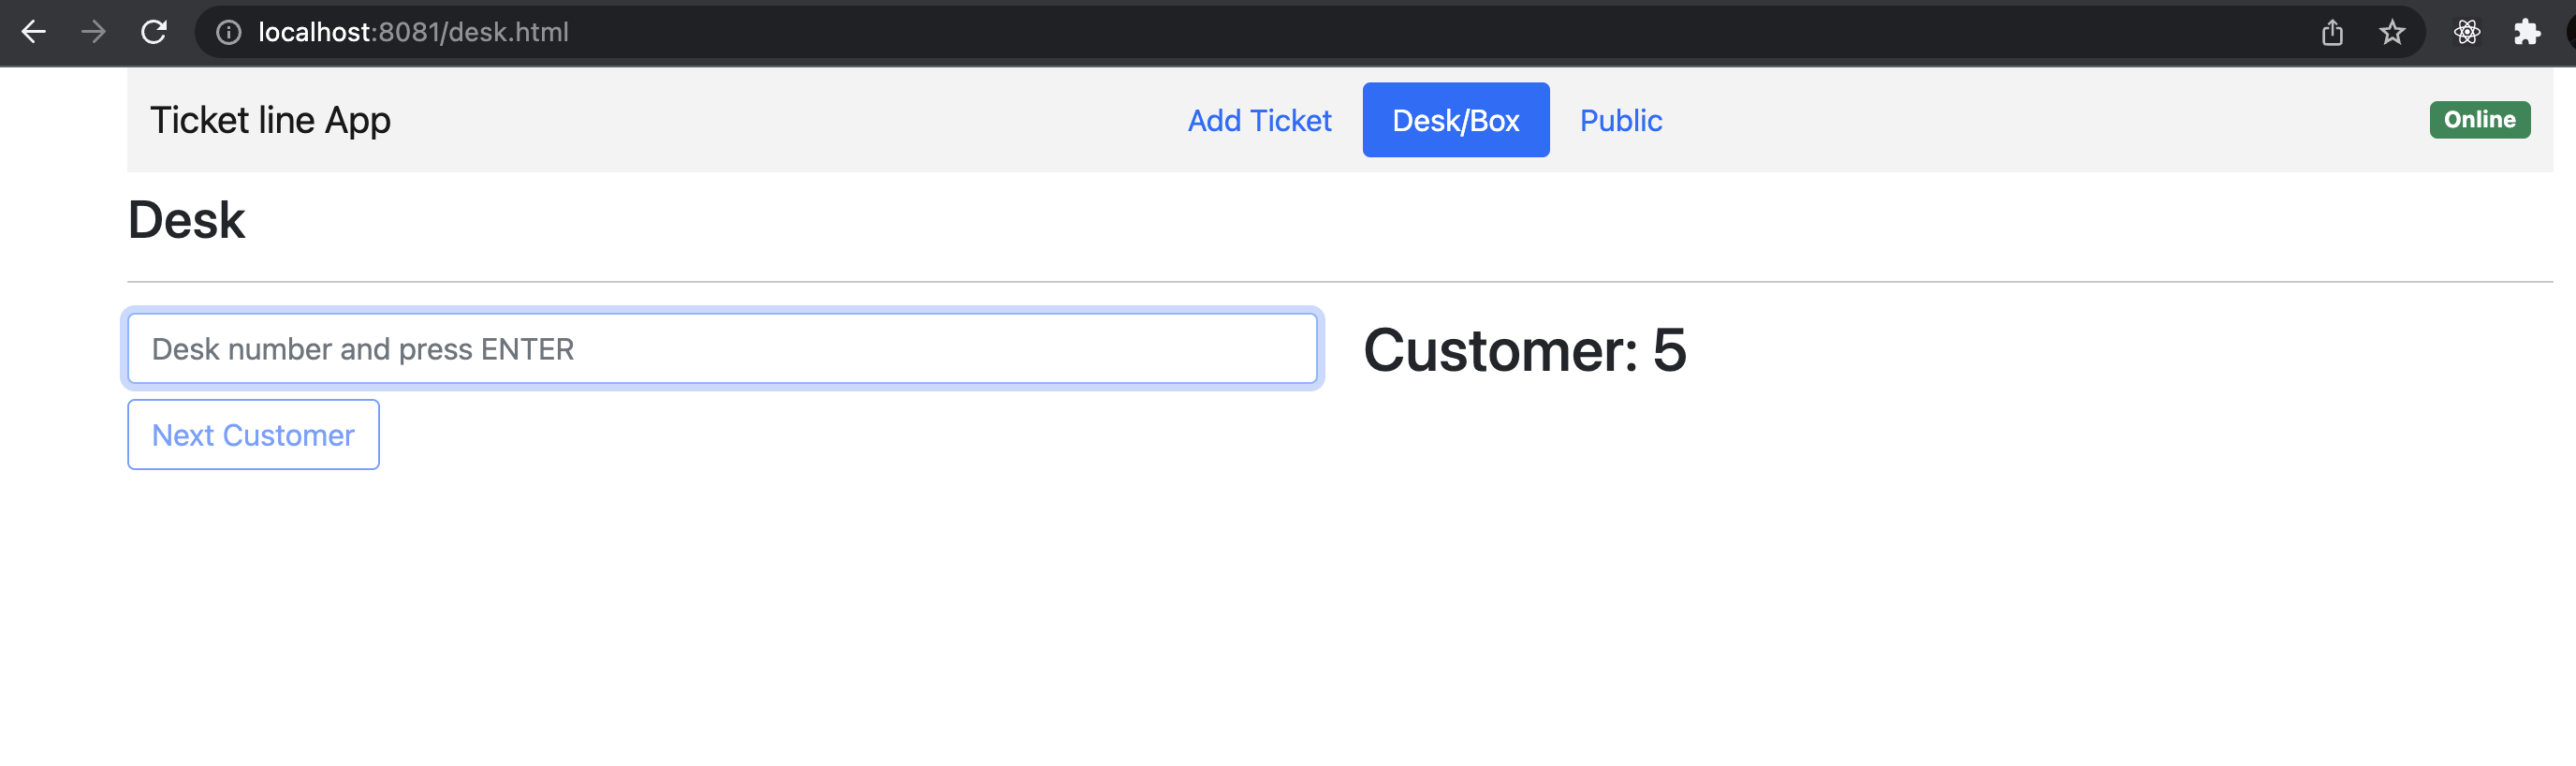 localhost:8081/desk.html
Ticket line App Add Ticket Desk/Box Public Online
Desk
Desk number and press ENTER Customer: 5
Next Customer